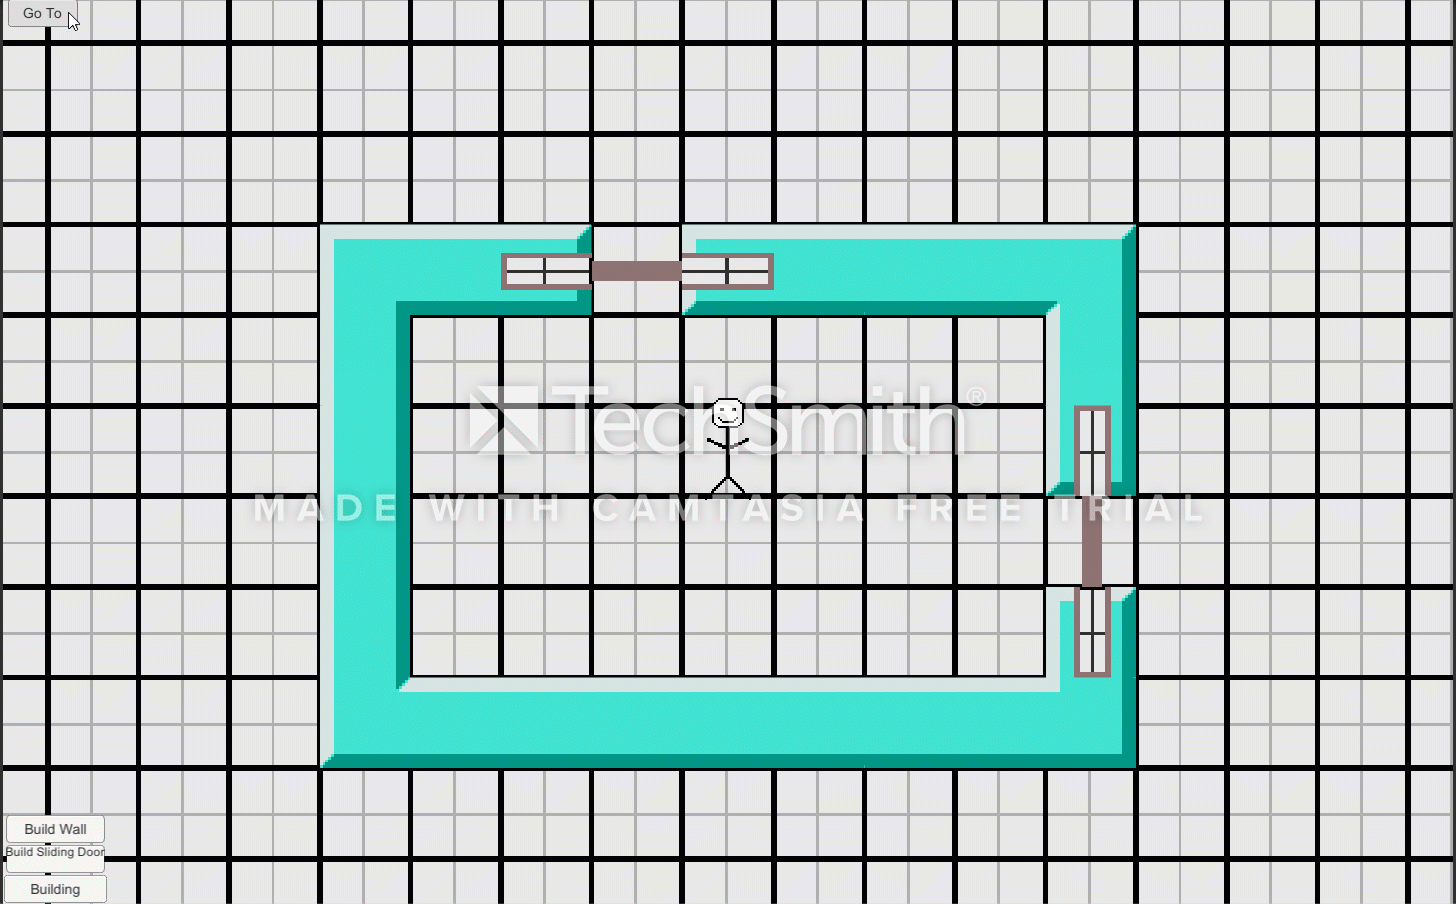 Go To
TechSmith®
MADE WITH CAMTASIA FREE TRIAL
Build Wall
Build Sliding Door
Building